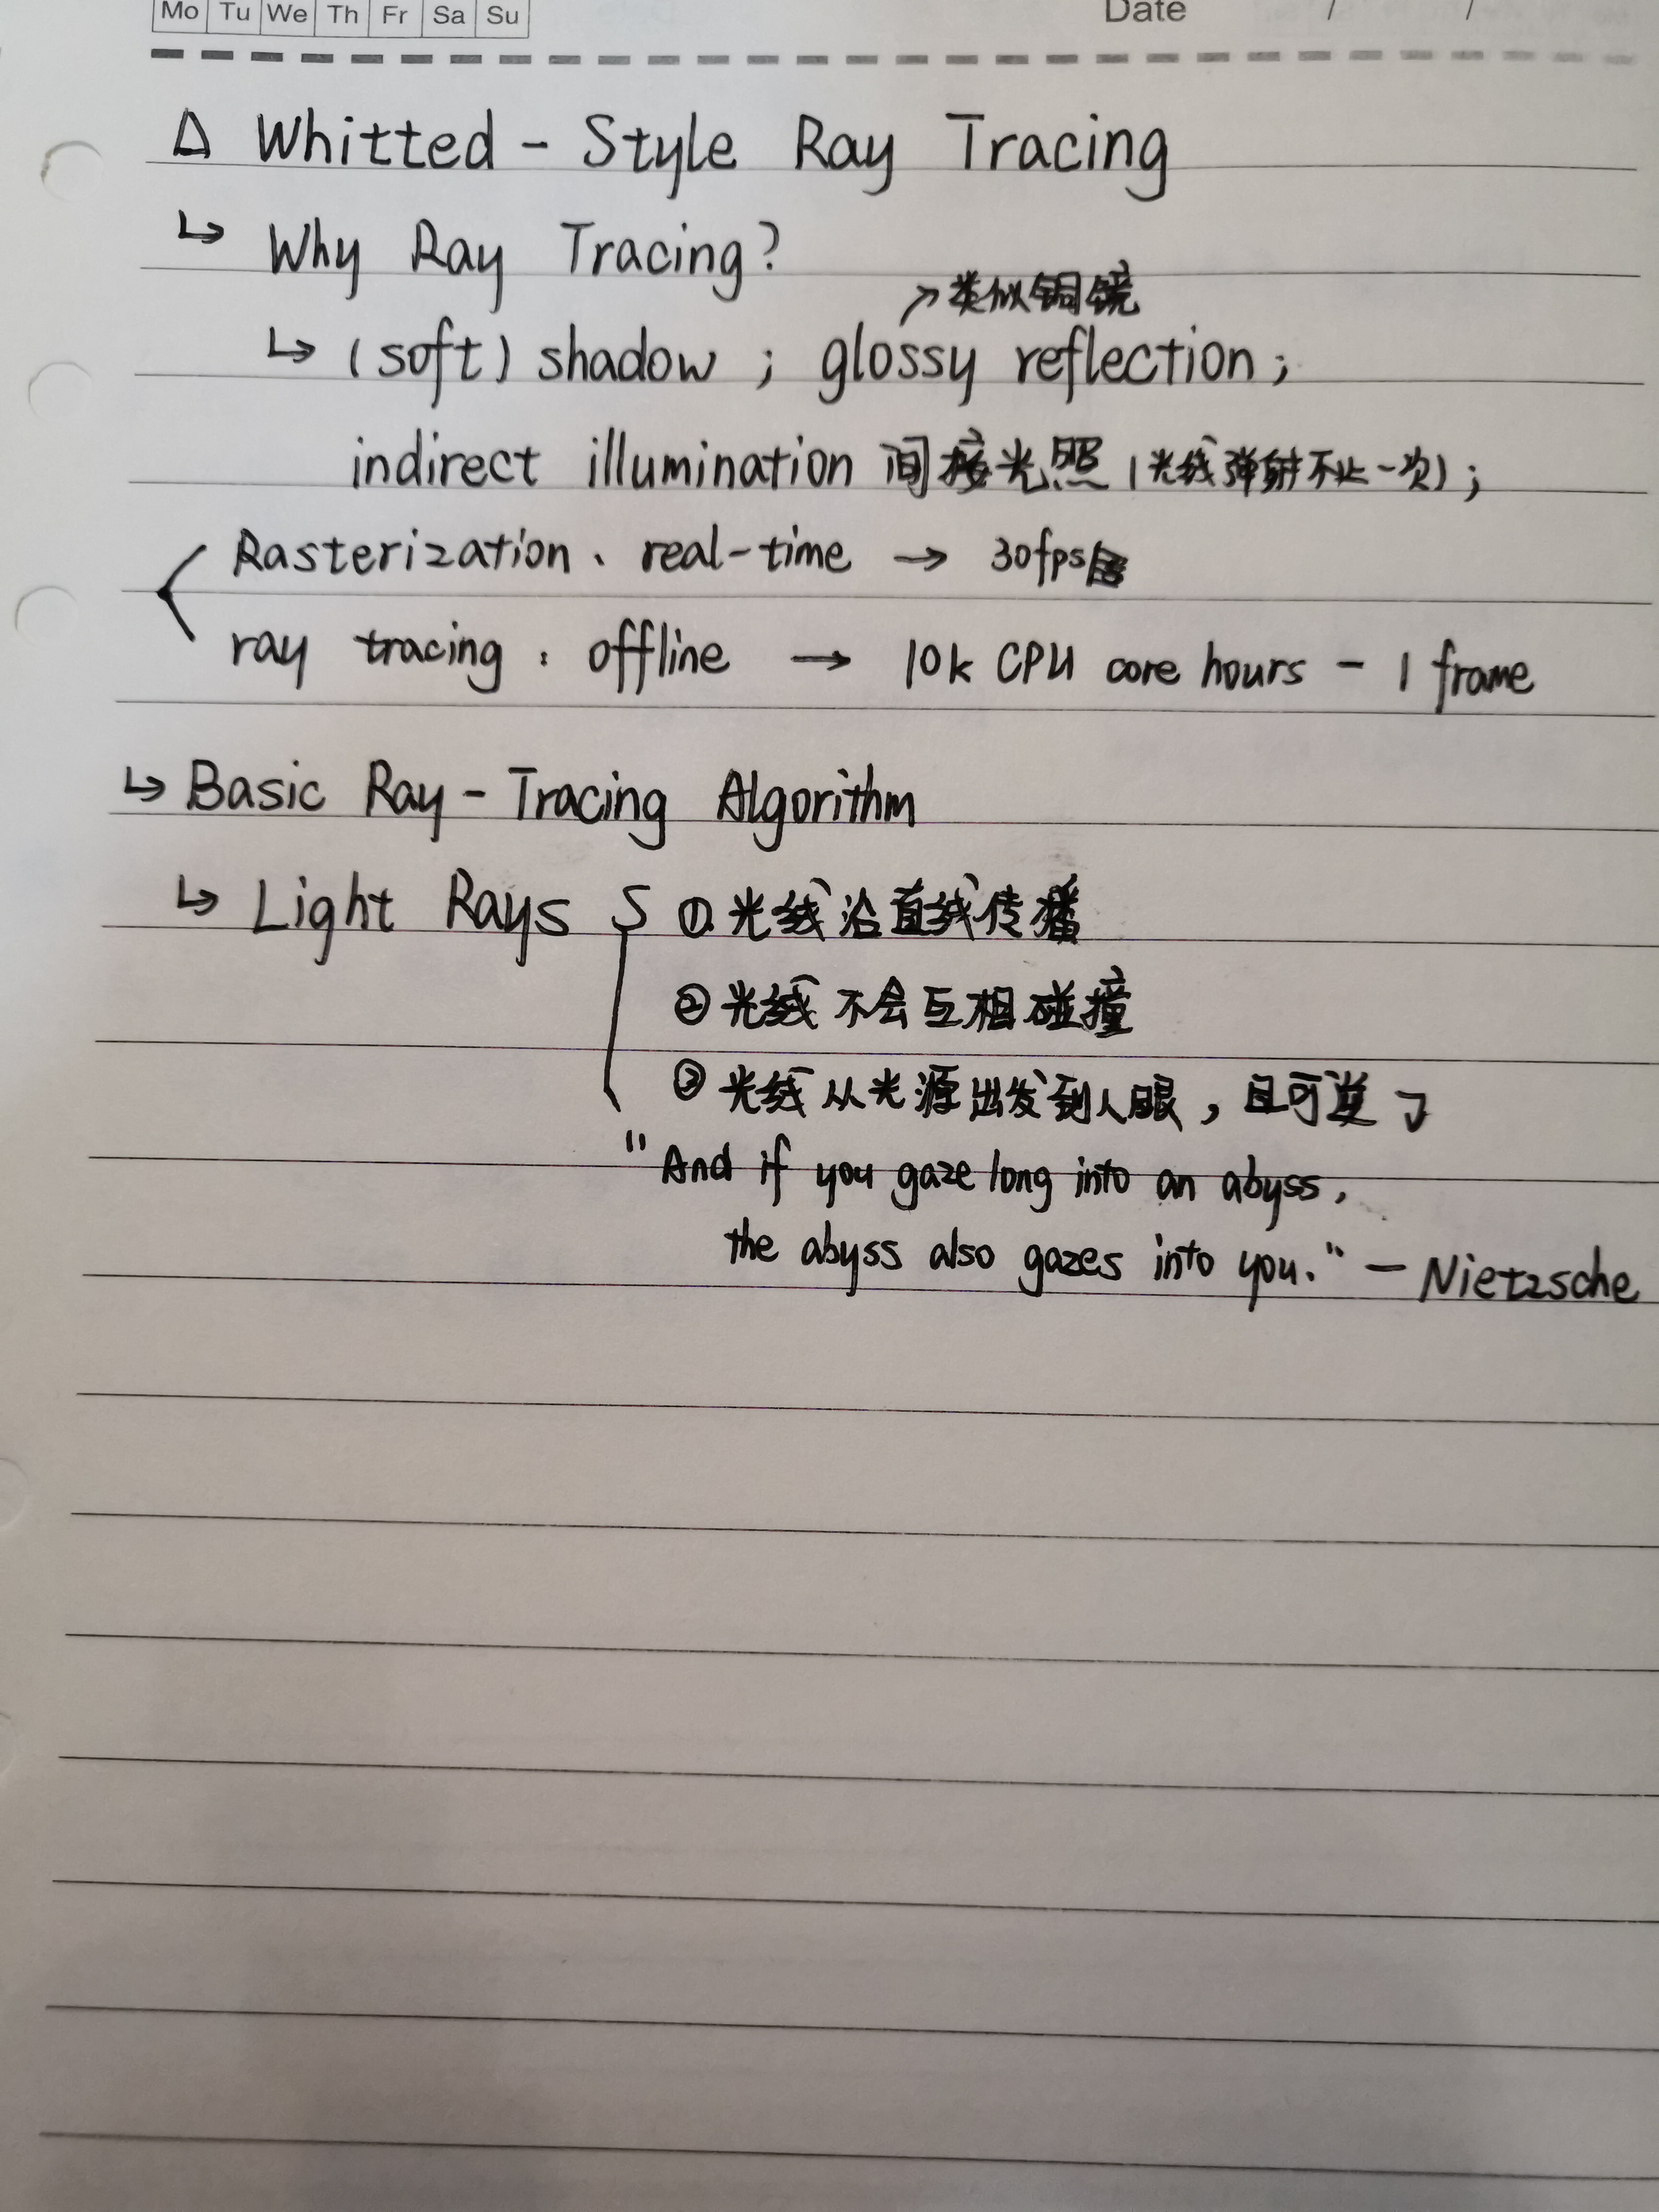 Mo Tu We Th Fr Sa Su Date / /
Δ Whitted - Style Ray Tracing
↳ Why Ray Tracing?
↗ 类似铜镜
↳ (soft) shadow ; glossy reflection ;
indirect illumination 间接光照 (光线弹射不止一次) ;
Rasterization 、 real-time → 30fps
ray tracing : offline → 10k CPU core hours - 1 frame
↳ Basic Ray - Tracing Algorithm
↳ Light Rays ① 光线沿直线传播
② 光线不会互相碰撞
③ 光线从光源出发到人眼，且可逆
"And if you gaze long into an abyss,
the abyss also gazes into you." — Nietzsche